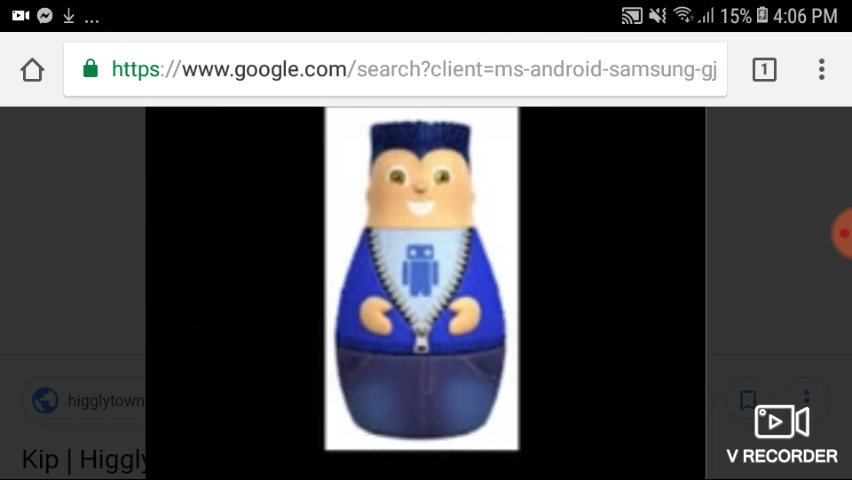 ...
15% 4:06 PM
https://www.google.com/search?client=ms-android-samsung-gj
1
higglytown
Kip | Higgly
V RECORDER